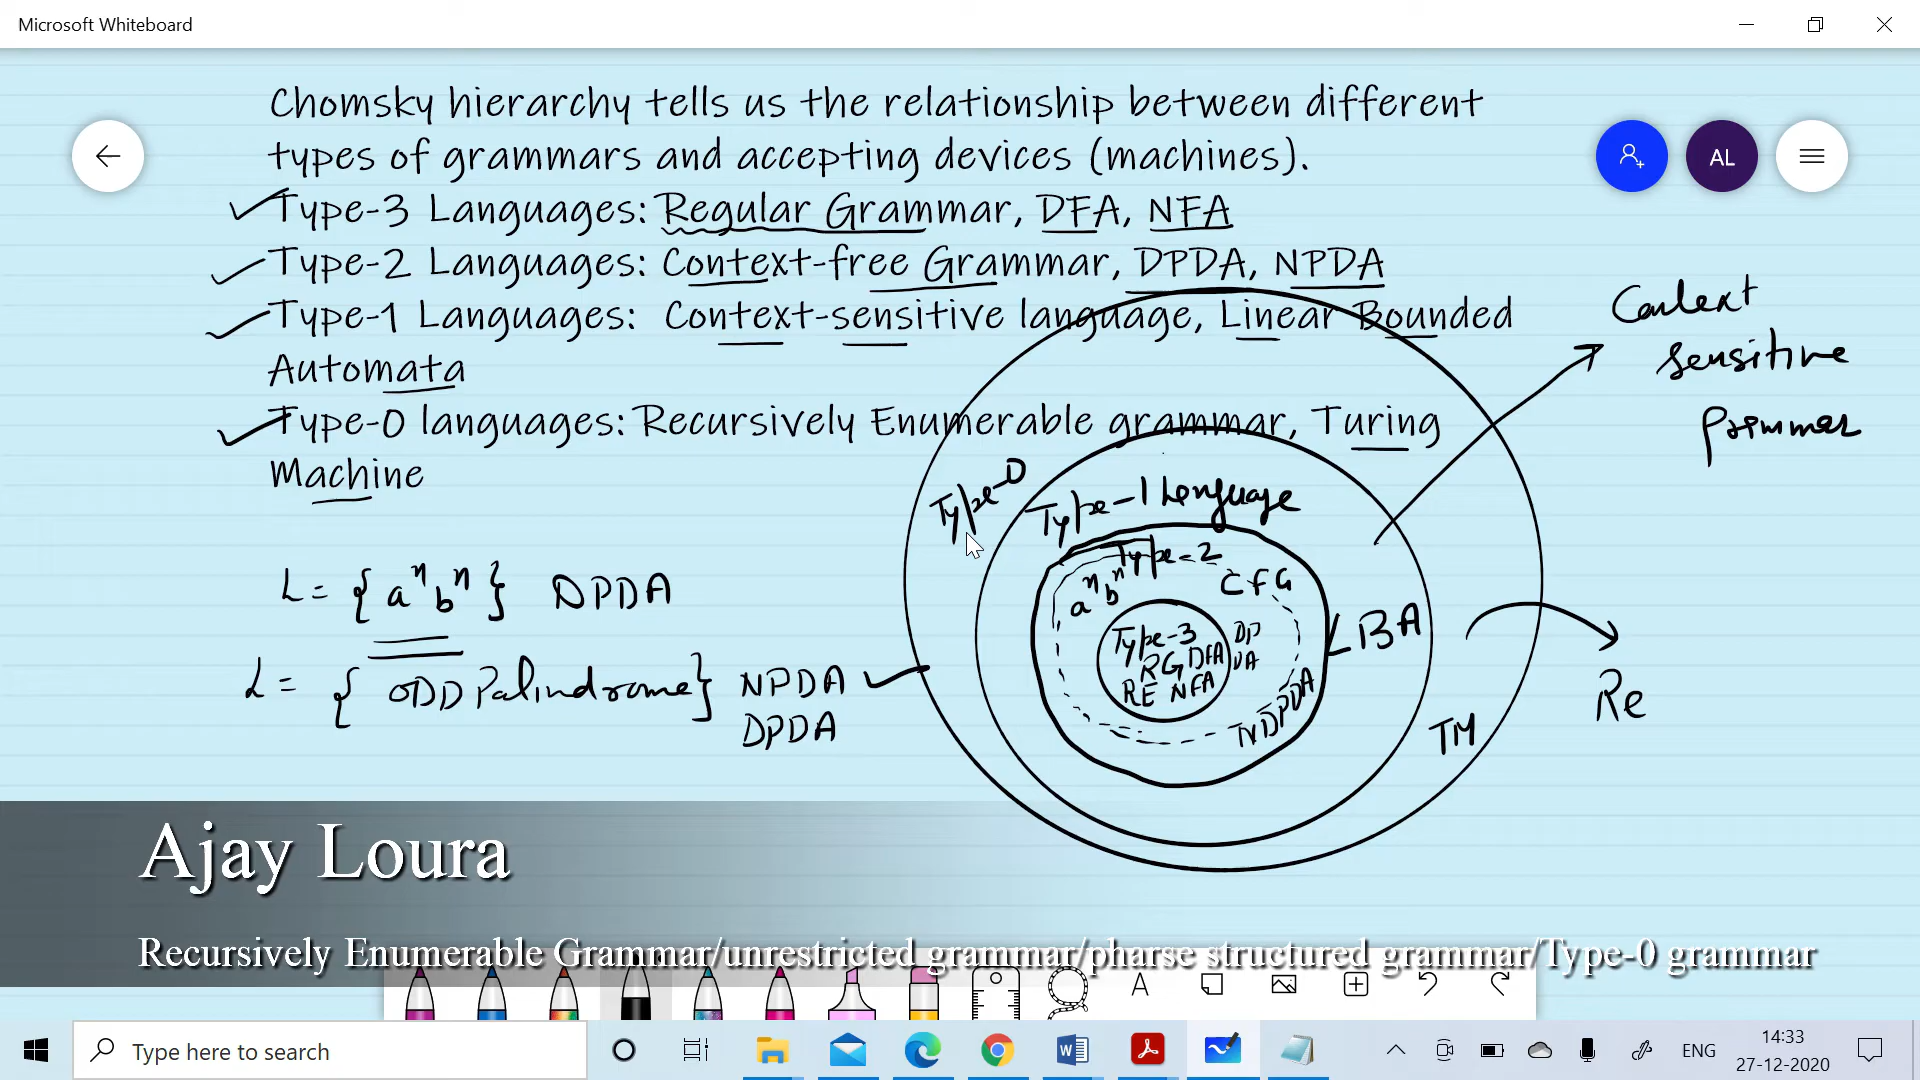 Microsoft Whiteboard
Chomsky hierarchy tells us the relationship between different
types of grammars and accepting devices (machines).
Type-3 Languages: Regular Grammar, DFA, NFA
Type-2 Languages: Context-free Grammar, DPDA, NPDA
Type-1 Languages: Context-sensitive language, Linear Bounded
Automata
Type-0 languages: Recursively Enumerable grammar, Turing
Machine
AL
Context
sensitive
Type-0
Type-1 Language
Type-2
aⁿbⁿ
CFG
Type-3
RG DFA
RE NFA
DPDA
LBA
TM
Re
L = {aⁿbⁿ} DPDA
L = {ODD Palindrome} NPDA
DPDA
Ajay Loura
Recursively Enumerable Grammar/unrestricted grammar/pharse structured grammar/Type-0 grammar
A
Type here to search
ENG
14:33
27-12-2020